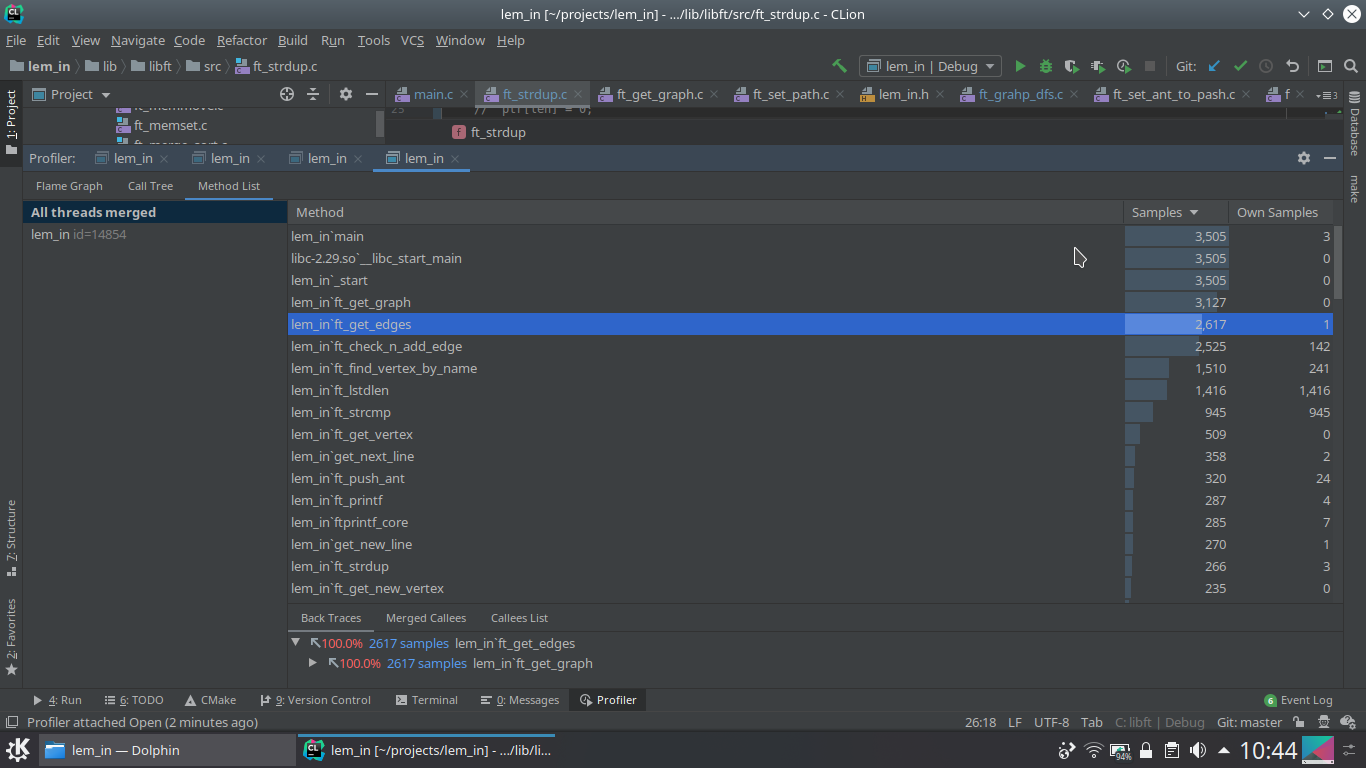 lem_in [~/projects/lem_in] - .../lib/libft/src/ft_strdup.c - CLion
File Edit View Navigate Code Refactor Build Run Tools VCS Window Help
lem_in lib libft src ft_strdup.c lem_in | Debug Git:
1: Project
Project main.c ft_strdup.c ft_get_graph.c ft_set_path.c lem_in.h ft_grahp_dfs.c ft_set_ant_to_push.c f
25 // ptr[len] = 0;
ft_memset.c
ft_strdup
Database
make
Profiler: lem_in lem_in lem_in lem_in
Flame Graph Call Tree Method List
All threads merged
lem_in id=14854
Method Samples Own Samples
lem_in`main 3,505 3
libc-2.29.so`__libc_start_main 3,505 0
lem_in`_start 3,505 0
lem_in`ft_get_graph 3,127 0
lem_in`ft_get_edges 2,617 1
lem_in`ft_check_n_add_edge 2,525 142
lem_in`ft_find_vertex_by_name 1,510 241
lem_in`ft_lstdlen 1,416 1,416
lem_in`ft_strcmp 945 945
lem_in`ft_get_vertex 509 0
lem_in`get_next_line 358 2
lem_in`ft_push_ant 320 24
lem_in`ft_printf 287 4
lem_in`ftprintf_core 285 7
lem_in`get_new_line 270 1
lem_in`ft_strdup 266 3
lem_in`ft_get_new_vertex 235 0
7: Structure
2: Favorites
Back Traces Merged Callees Callees List
100.0% 2617 samples lem_in`ft_get_edges
100.0% 2617 samples lem_in`ft_get_graph
4: Run 6: TODO CMake 9: Version Control Terminal 0: Messages Profiler 6 Event Log
Profiler attached Open (2 minutes ago) 26:18 LF UTF-8 Tab C: libft | Debug Git: master
lem_in — Dolphin lem_in [~/projects/lem_in] - .../lib/li... 94% 10:44